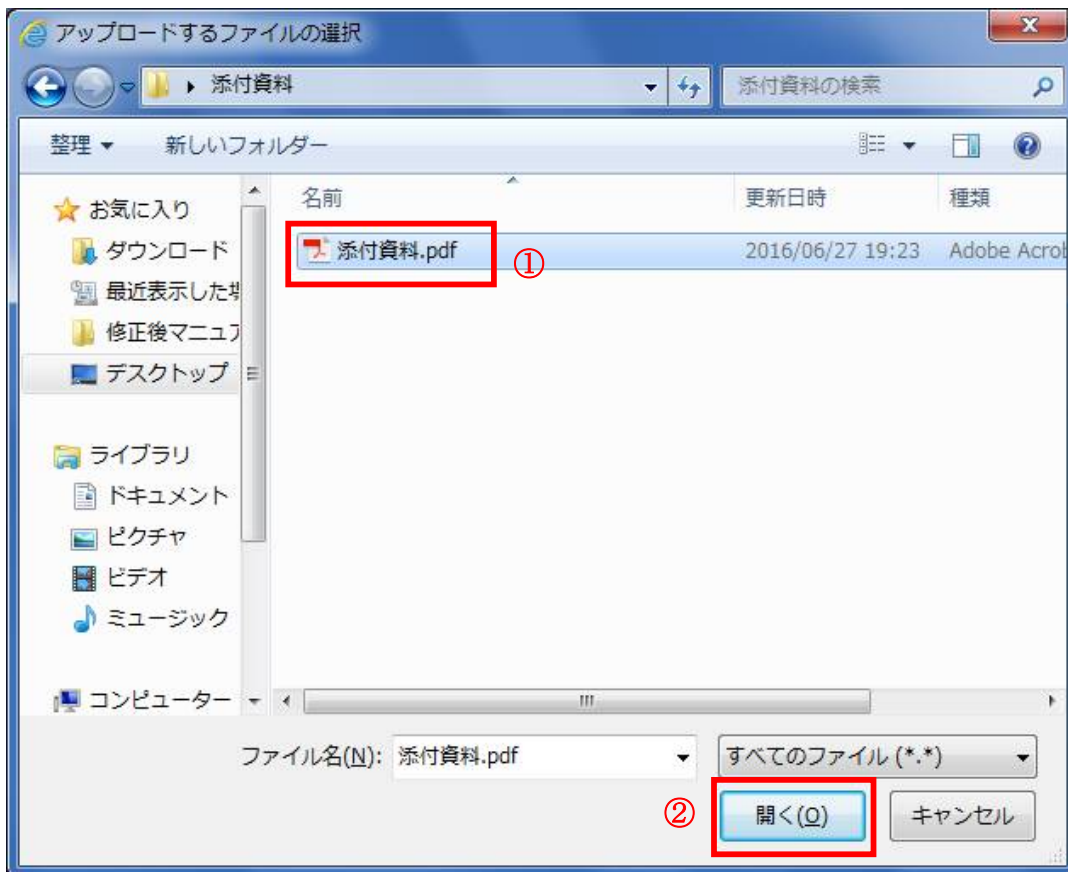 アップロードするファイルの選択
添付資料
添付資料の検索
整理
新しいフォルダー
名前
更新日時
種類
お気に入り
ダウンロード
最近表示した場
修正後マニュア
デスクトップ
ライブラリ
ドキュメント
ピクチャ
ビデオ
ミュージック
コンピューター
添付資料.pdf
①
2016/06/27 19:23
Adobe Acrob
ファイル名(N):
添付資料.pdf
すべてのファイル (*.*)
②
開く(O)
キャンセル